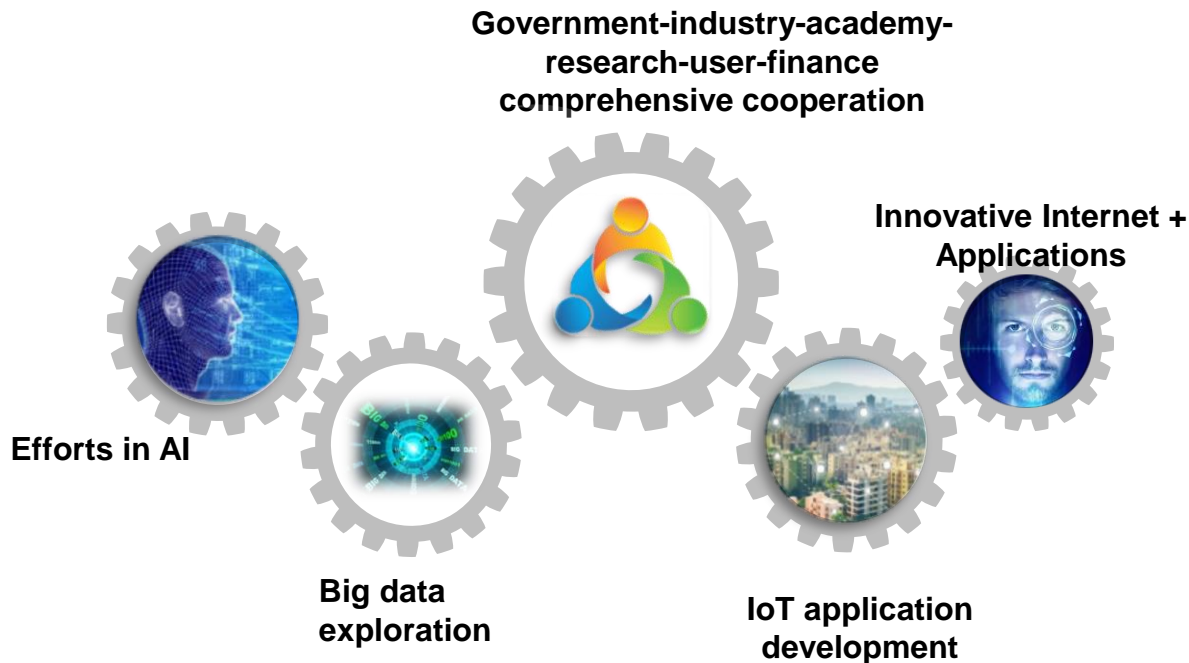 Government-industry-academy-
research-user-finance
comprehensive cooperation
Innovative Internet +
Applications
Efforts in AI
Big data
exploration
IoT application
development